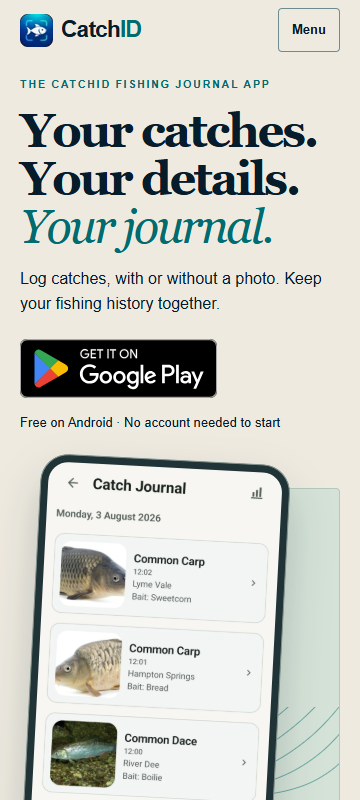 CatchID
Menu
THE CATCHID FISHING JOURNAL APP
Your catches.
Your details.
Your journal.
Log catches, with or without a photo. Keep
your fishing history together.
GET IT ON
Google Play
Free on Android · No account needed to start
Catch Journal
Monday, 3 August 2026
Common Carp
12:02
Lyme Vale
Bait: Sweetcorn
Common Carp
12:01
Hampton Springs
Bait: Bread
Common Dace
12:00
River Dee
Bait: Boilie